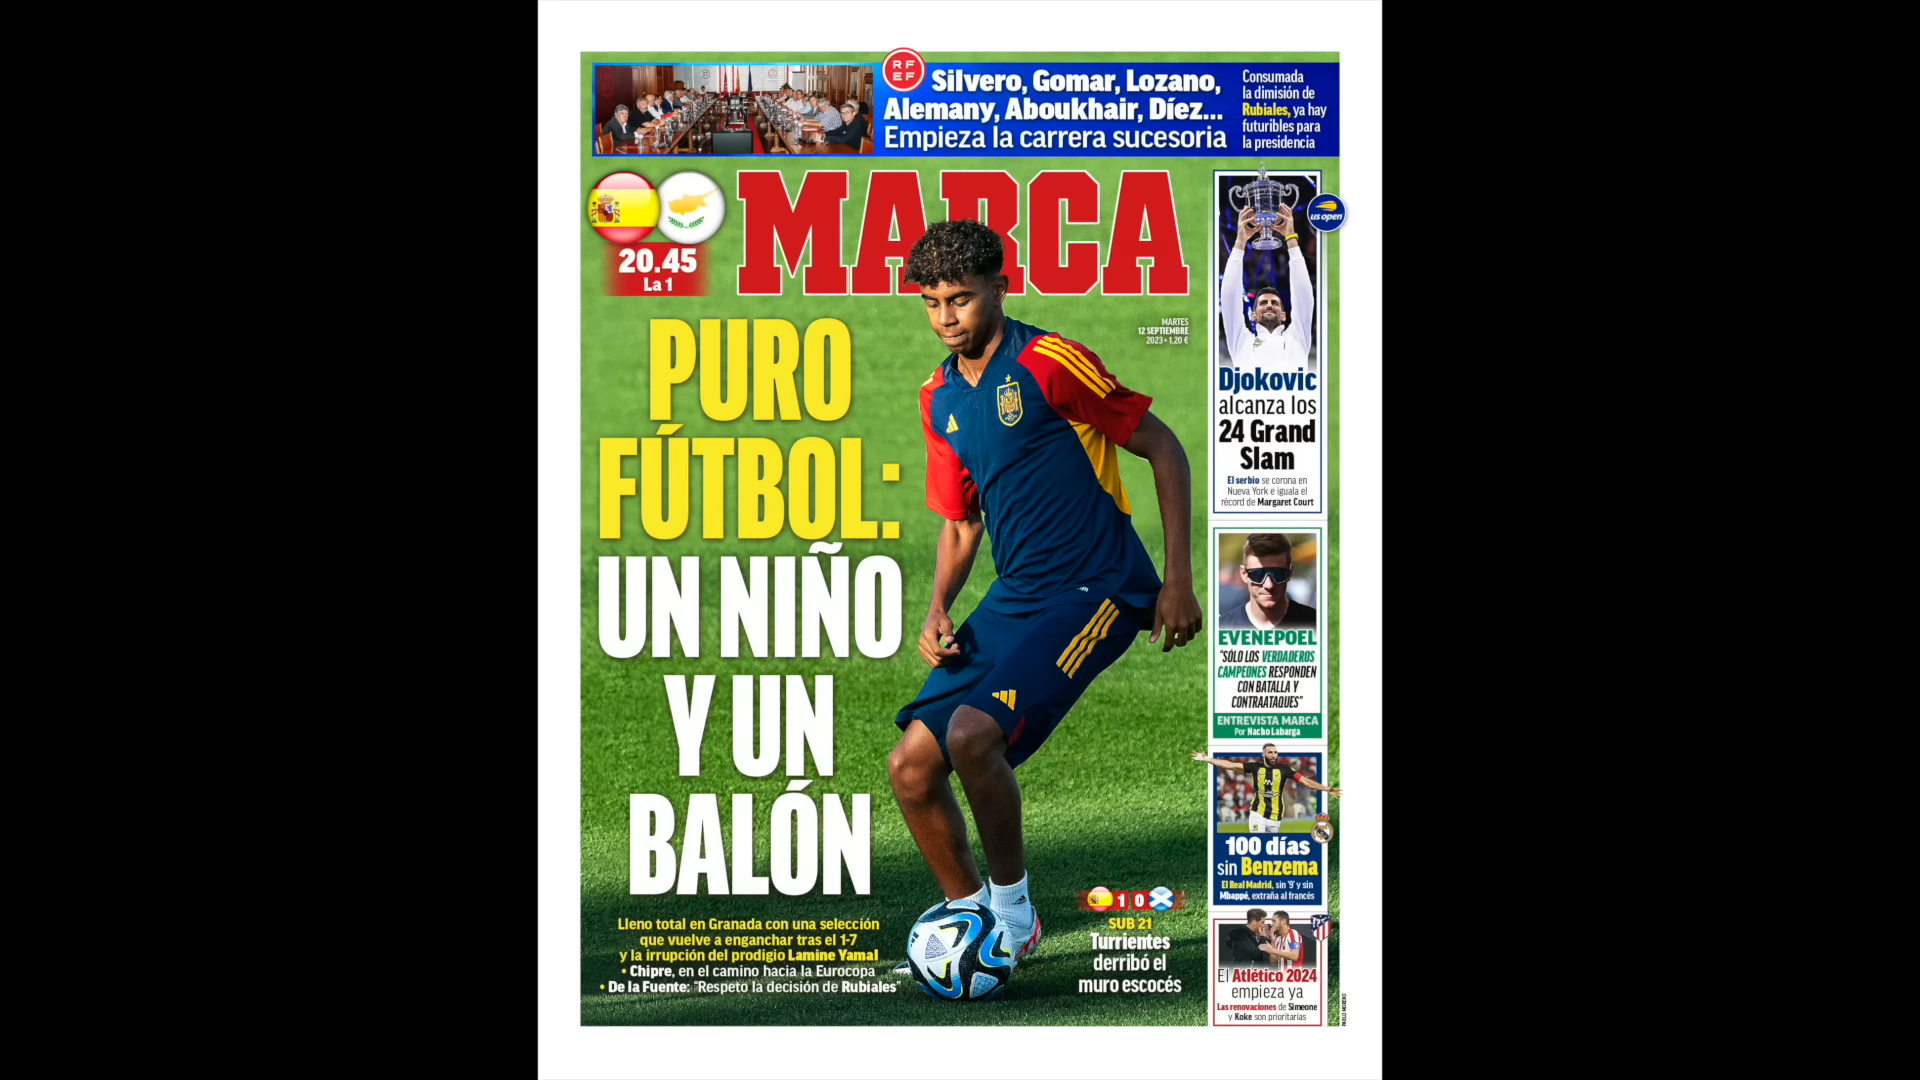 RF
EF
Silvero, Gomar, Lozano,
Alemany, Aboukhair, Díez...
Empieza la carrera sucesoria
Consumada
la dimisión de
Rubiales, ya hay
futuribles para
la presidencia
20.45
La 1
MARCA
MARTES
12 SEPTIEMBRE
2023 • 1,20 €
PURO
FÚTBOL:
UN NIÑO
Y UN
BALÓN
Lleno total en Granada con una selección
que vuelve a enganchar tras el 1-7
y la irrupción del prodigio Lamine Yamal
• Chipre, en el camino hacia la Eurocopa
• De la Fuente: "Respeto la decisión de Rubiales"
1 0
SUB 21
Turrientes
derribó el
muro escocés
us open
Djokovic
alcanza los
24 Grand
Slam
El serbio se corona en
Nueva York e iguala el
récord de Margaret Court
EVENEPOEL
"SÓLO LOS VERDADEROS
CAMPEONES RESPONDEN
CON BATALLA Y
CONTRAATAQUES"
ENTREVISTA MARCA
Por Nacho Labarga
100 días
sin Benzema
El Real Madrid, sin '9' y sin
Mbappé, extraña al francés
El Atlético 2024
empieza ya
Las renovaciones de Simeone
y Koke son prioritarias
PABLO MORENO